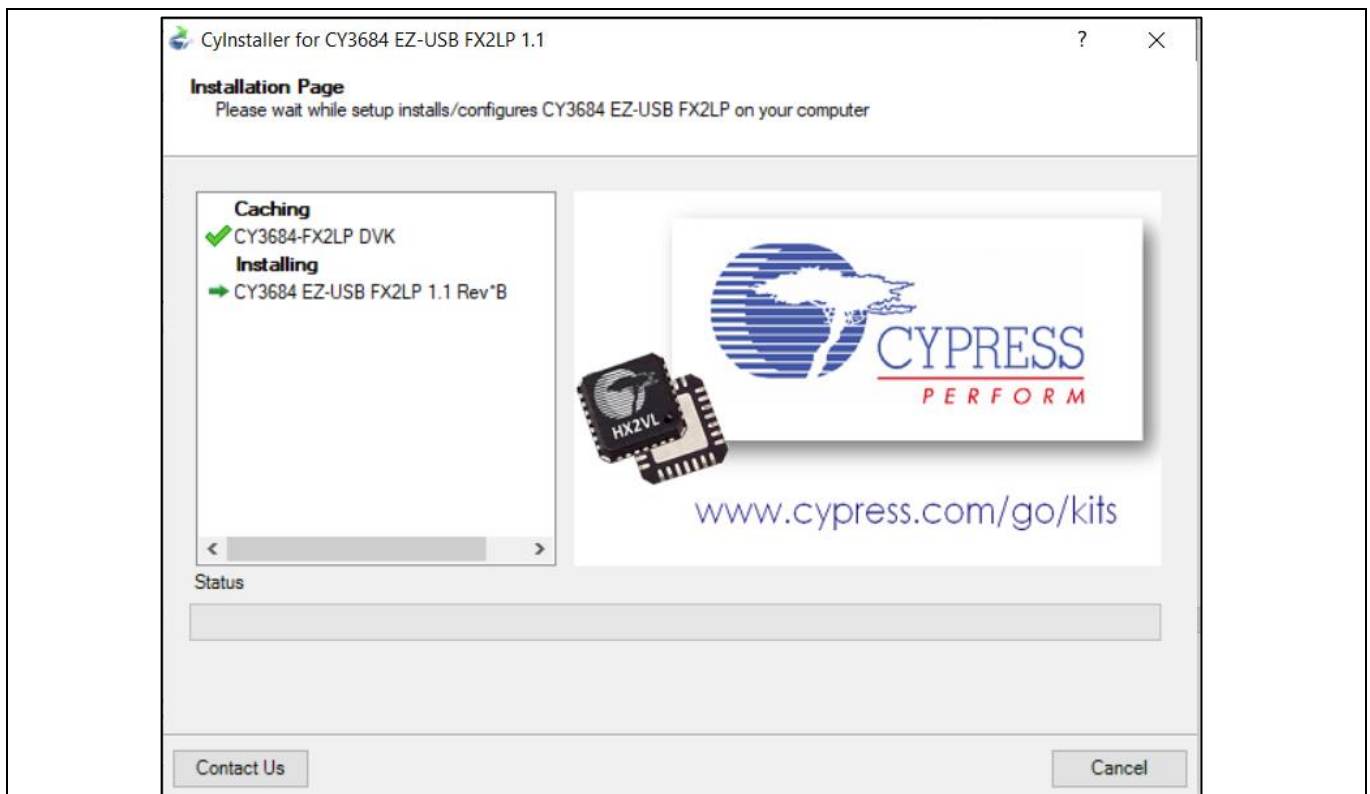 CyInstaller for CY3684 EZ-USB FX2LP 1.1
?
Installation Page
Please wait while setup installs/configures CY3684 EZ-USB FX2LP on your computer
Caching
CY3684-FX2LP DVK
Installing
CY3684 EZ-USB FX2LP 1.1 Rev*B
CYPRESS
PERFORM
HX2VL
www.cypress.com/go/kits
Status
Contact Us
Cancel